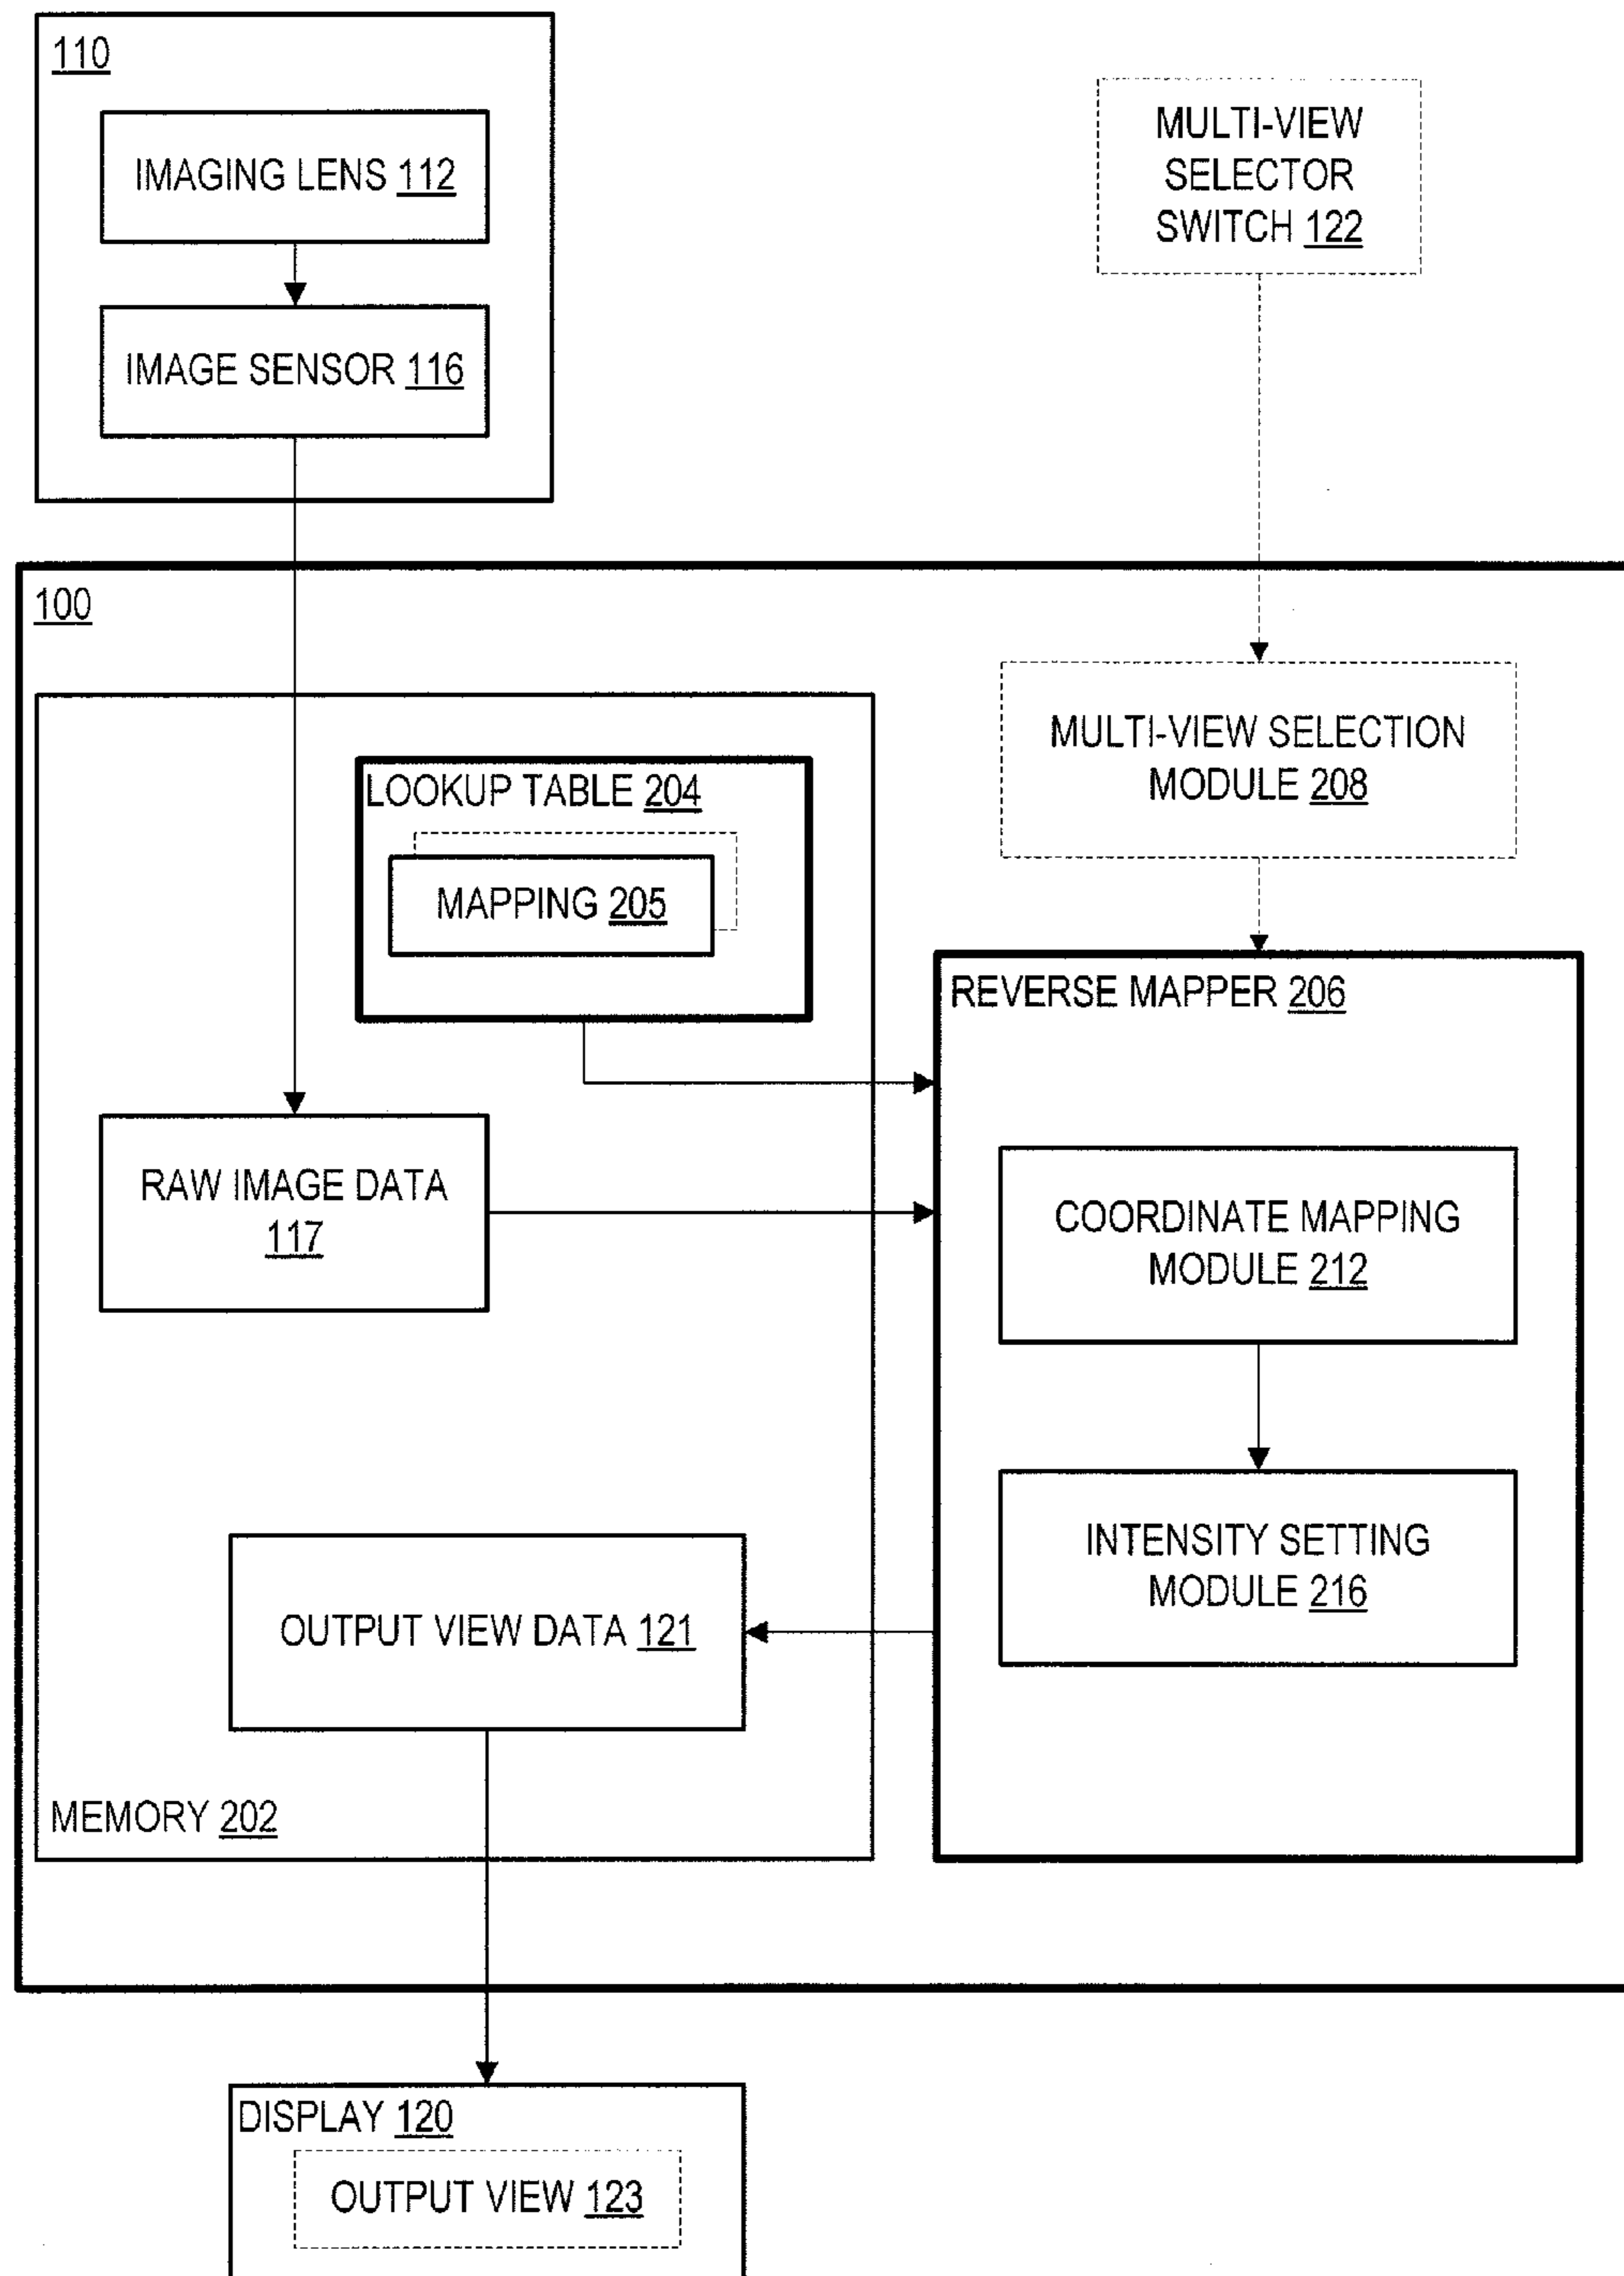 110
IMAGING LENS 112
IMAGE SENSOR 116
MULTI-VIEW
SELECTOR
SWITCH 122
100
MULTI-VIEW SELECTION
MODULE 208
LOOKUP TABLE 204
MAPPING 205
REVERSE MAPPER 206
RAW IMAGE DATA
117
COORDINATE MAPPING
MODULE 212
INTENSITY SETTING
MODULE 216
OUTPUT VIEW DATA 121
MEMORY 202
DISPLAY 120
OUTPUT VIEW 123